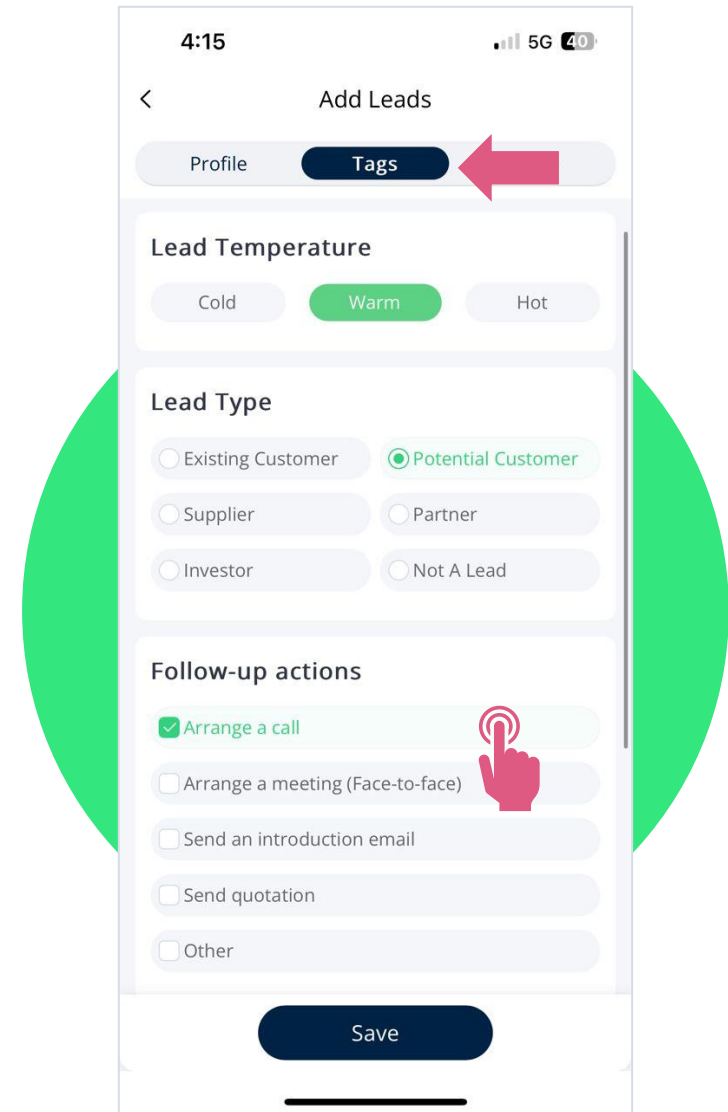 4:15 5G 40
Add Leads
Profile Tags
Lead Temperature
Cold Warm Hot
Lead Type
Existing Customer Potential Customer
Supplier Partner
Investor Not A Lead
Follow-up actions
Arrange a call
Arrange a meeting (Face-to-face)
Send an introduction email
Send quotation
Other
Save